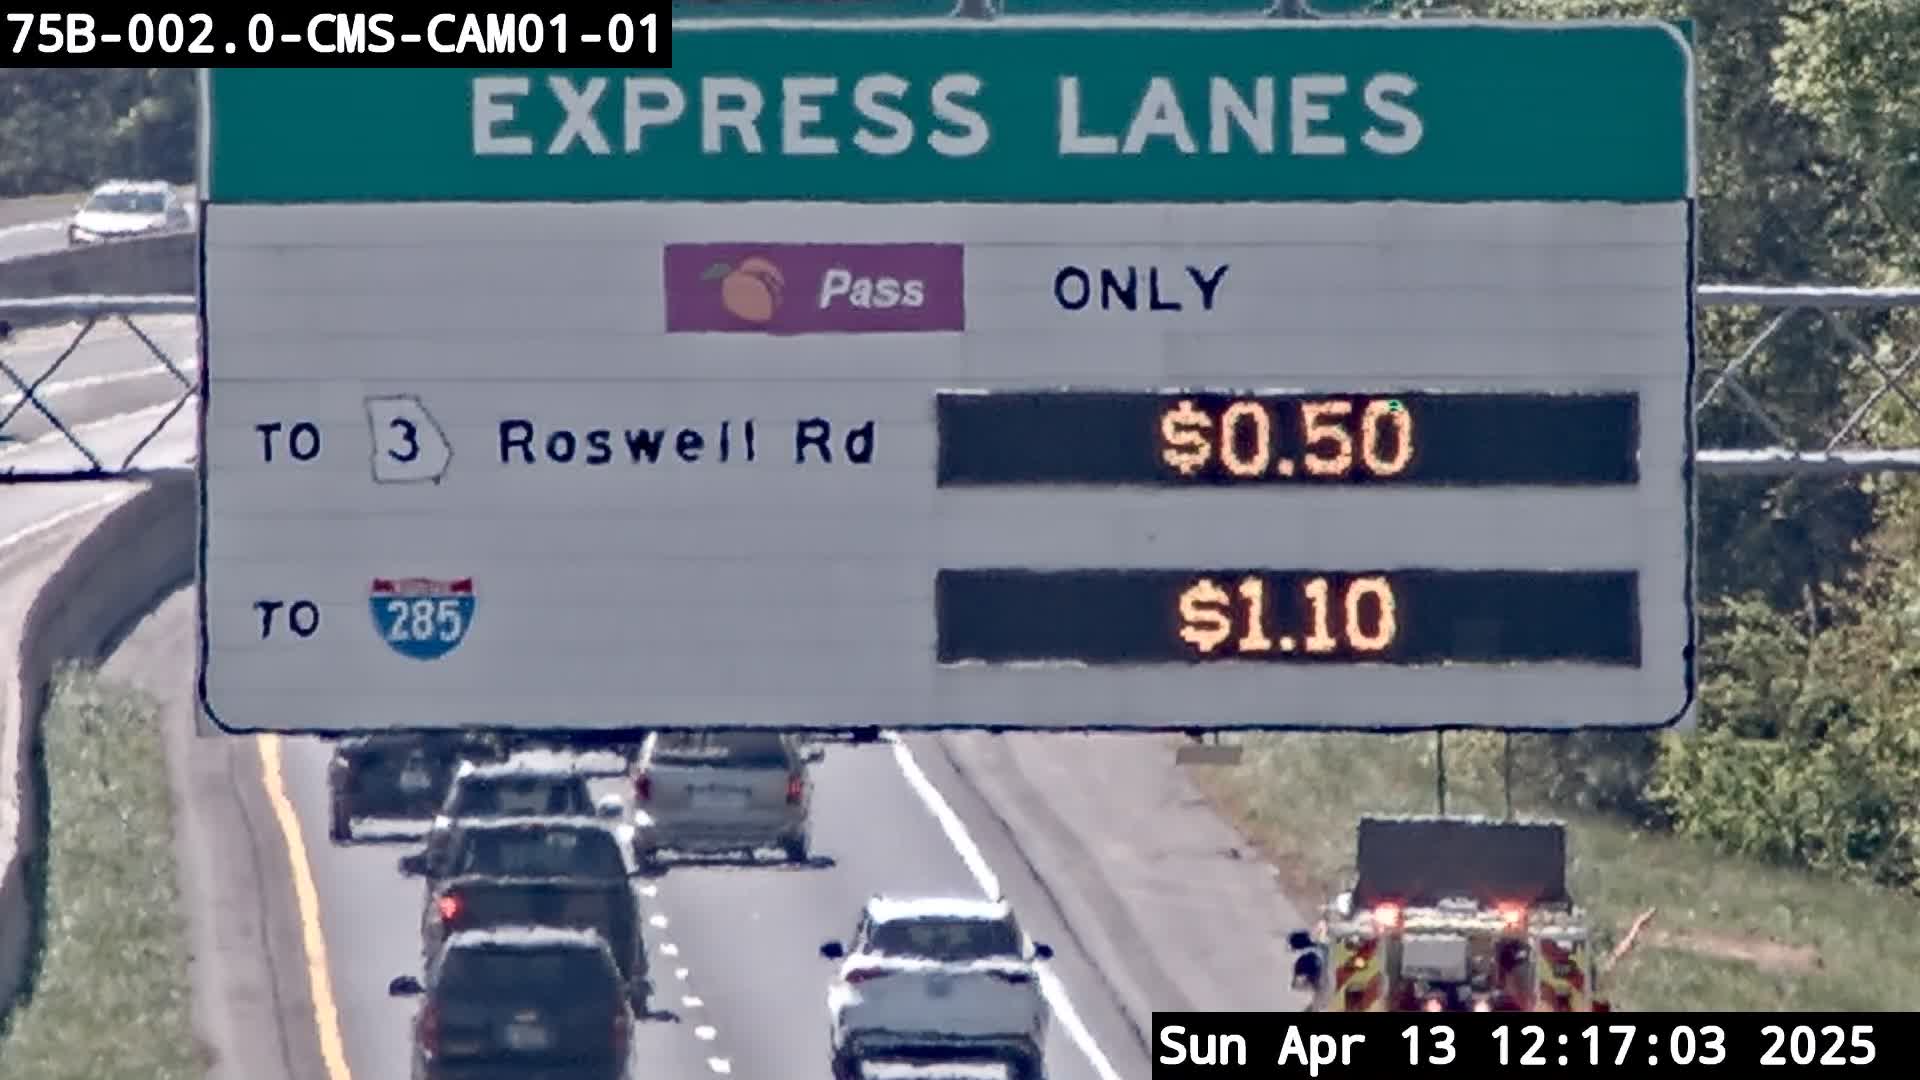 75B-002.0-CMS-CAM01-01
EXPRESS LANES
Pass ONLY
TO 3 Roswell Rd $0.50
TO 285 $1.10
Sun Apr 13 12:17:03 2025